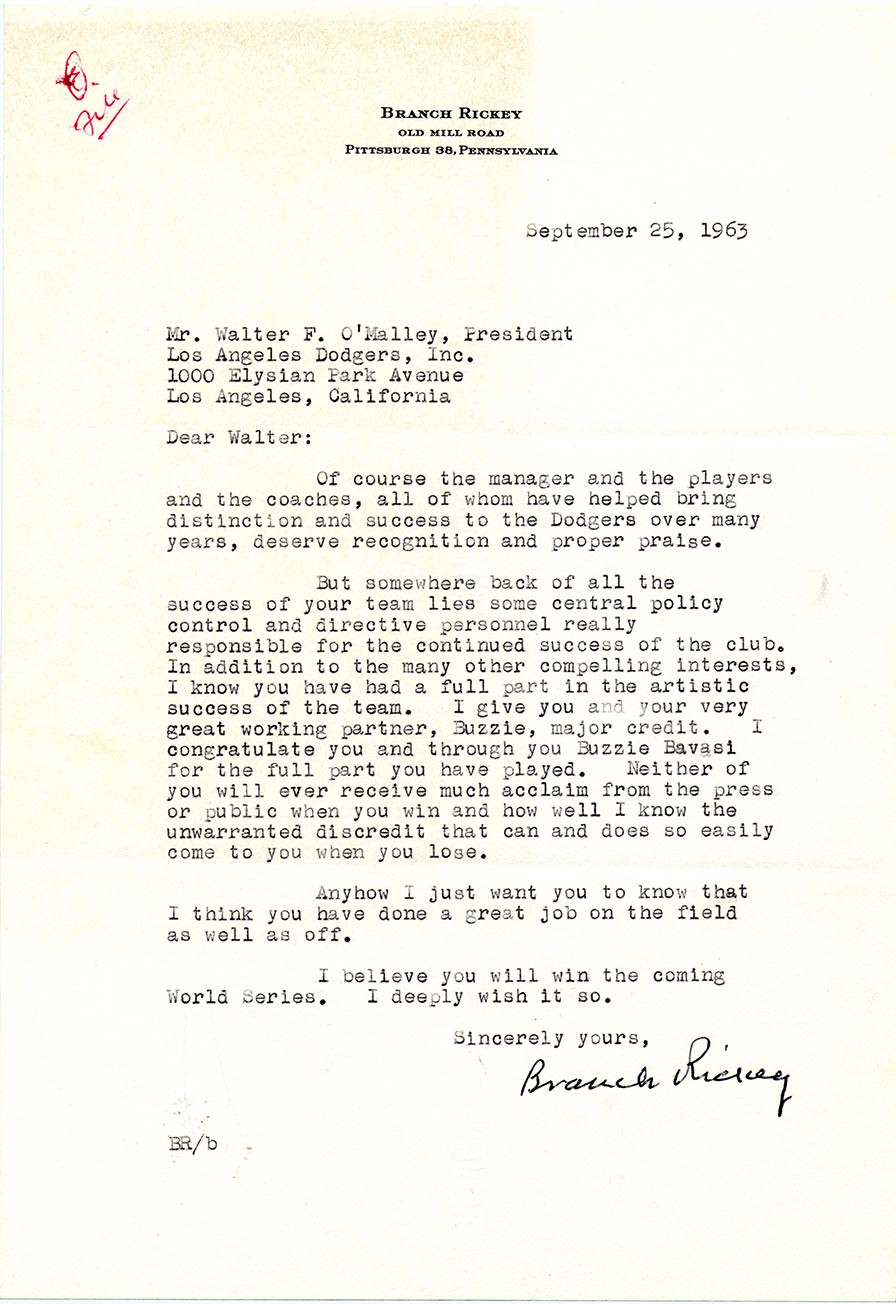 File
BRANCH RICKEY
OLD MILL ROAD
PITTSBURGH 38, PENNSYLVANIA
September 25, 1963
Mr. Walter F. O'Malley, President
Los Angeles Dodgers, Inc.
1000 Elysian Park Avenue
Los Angeles, California
Dear Walter:
Of course the manager and the players
and the coaches, all of whom have helped bring
distinction and success to the Dodgers over many
years, deserve recognition and proper praise.
But somewhere back of all the
success of your team lies some central policy
control and directive personnel really
responsible for the continued success of the club.
In addition to the many other compelling interests,
I know you have had a full part in the artistic
success of the team. I give you and your very
great working partner, Buzzie, major credit. I
congratulate you and through you Buzzie Bavasi
for the full part you have played. Neither of
you will ever receive much acclaim from the press
or public when you win and how well I know the
unwarranted discredit that can and does so easily
come to you when you lose.
Anyhow I just want you to know that
I think you have done a great job on the field
as well as off.
I believe you will win the coming
World Series. I deeply wish it so.
Sincerely yours,
Branch Rickey
BR/b